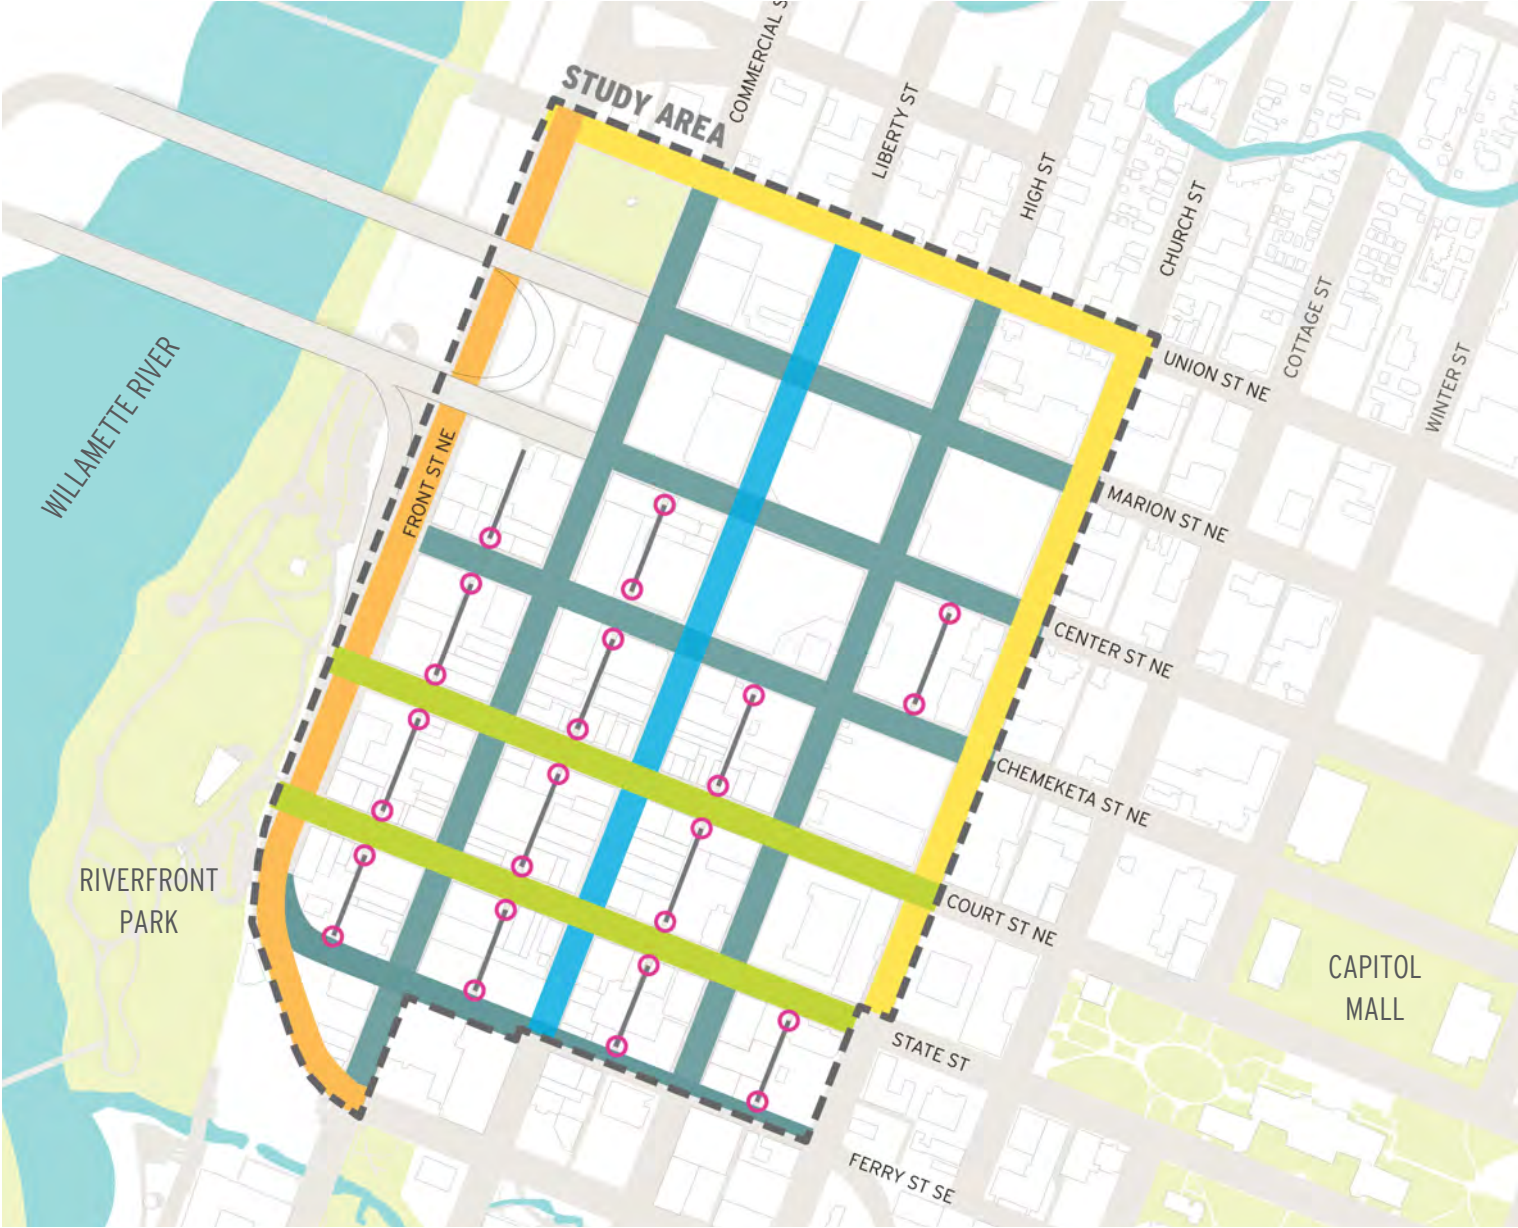 STUDY AREA
COMMERCIAL S
LIBERTY ST
HIGH ST
CHURCH ST
COTTAGE ST
WINTER ST
UNION ST NE
WILLAMETTE RIVER
FRONT ST NE
MARION ST NE
CENTER ST NE
CHEMEKETA ST NE
RIVERFRONT
PARK
COURT ST NE
CAPITOL
MALL
STATE ST
FERRY ST SE